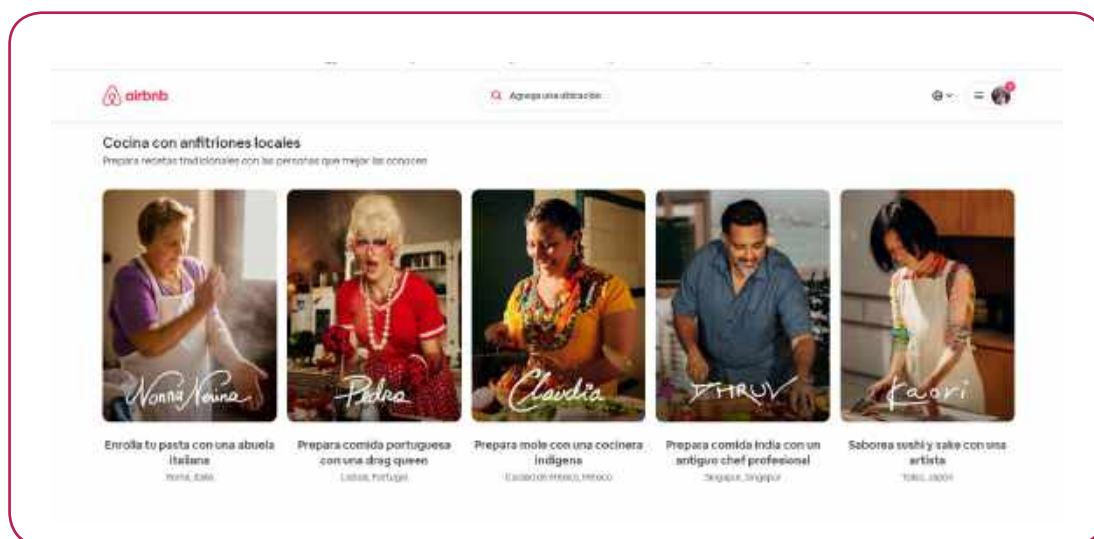 airbnb
Agrega una ubicación
Cocina con anfitriones locales
Prepara recetas tradicionales con las personas que mejor las conocen
Nonna Nerina
Pedra
Claudia
DHRUV
Kaori
Enrolla tu pasta con una abuela
italiana
Roma, Italia
Prepara comida portuguesa
con una drag queen
Lisboa, Portugal
Prepara mole con una cocinera
indígena
Ciudad de México, México
Prepara comida india con un
antiguo chef profesional
Singapur, Singapur
Saborea sushi y sake con una
artista
Tokio, Japón